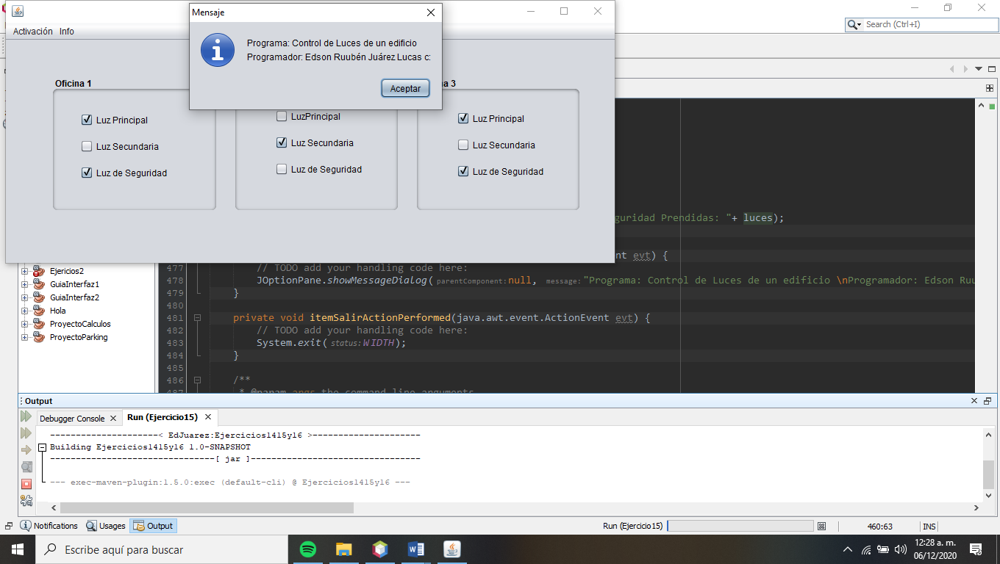 Mensaje
Programa: Control de Luces de un edificio
Programador: Edson Ruubén Juárez Lucas c:
Aceptar
Activación Info
Oficina 1
Luz Principal
Luz Secundaria
Luz de Seguridad
LuzPrincipal
Luz Secundaria
Luz de Seguridad
a 3
Luz Principal
Luz Secundaria
Luz de Seguridad
Search (Ctrl+I)
guridad Prendidas: "+ luces);
nt evt) {
Ejericios2
GuiaInterfaz1
GuiaInterfaz2
Hola
ProyectoCalculos
ProyectoParking
477 // TODO add your handling code here:
478 JOptionPane.showMessageDialog(parentComponent:null, message:"Programa: Control de Luces de un edificio \nProgramador: Edson Ruu
479 }
480
481 private void itemSalirActionPerformed(java.awt.event.ActionEvent evt) {
482 // TODO add your handling code here:
483 System.exit(status:WIDTH);
484 }
485
486 /**
487 * @param args the command line arguments
Output
Debugger Console
Run (Ejercicio15)
---------------------< EdJuarez:Ejercicios1415y16 >---------------------
Building Ejercicios1415y16 1.0-SNAPSHOT
--------------------------------[ jar ]---------------------------------
--- exec-maven-plugin:1.5.0:exec (default-cli) @ Ejercicios1415y16 ---
Notifications Usages Output
Run (Ejercicio15)
460:63
INS
Escribe aquí para buscar
12:28 a. m.
06/12/2020